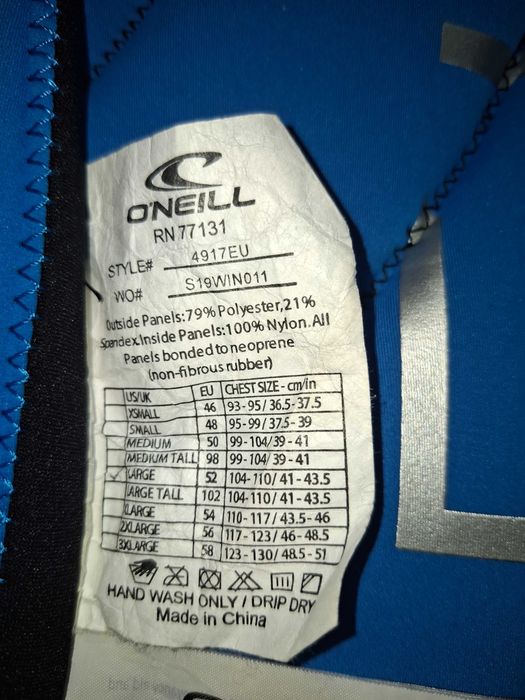 O'NEILL
RN 77131
STYLE# 4917EU
WO# S19WIN011
Outside Panels:79% Polyester,21%
Spandex.Inside Panels:100% Nylon.All
Panels bonded to neoprene
(non-fibrous rubber)
US/UK EU CHEST SIZE - cm/in
XSMALL 46 93-95/36.5-37.5
SMALL 48 95-99/37.5-39
MEDIUM 50 99-104/39-41
MEDIUM TALL 98 99-104/39-41
LARGE 52 104-110/41-43.5
LARGE TALL 102 104-110/41-43.5
XLARGE 54 110-117/43.5-46
2XLARGE 56 117-123/46-48.5
3XLARGE 58 123-130/48.5-51
HAND WASH ONLY / DRIP DRY
Made in China